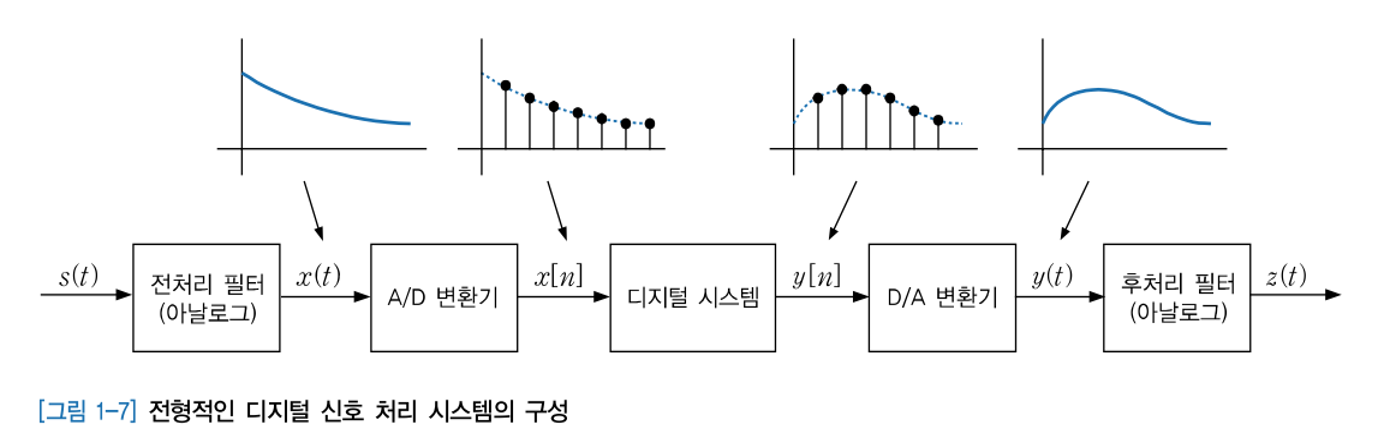 s(t)
전처리 필터
(아날로그)
x(t)
A/D 변환기
x[n]
디지털 시스템
y[n]
D/A 변환기
y(t)
후처리 필터
(아날로그)
z(t)
[그림 1-7] 전형적인 디지털 신호 처리 시스템의 구성